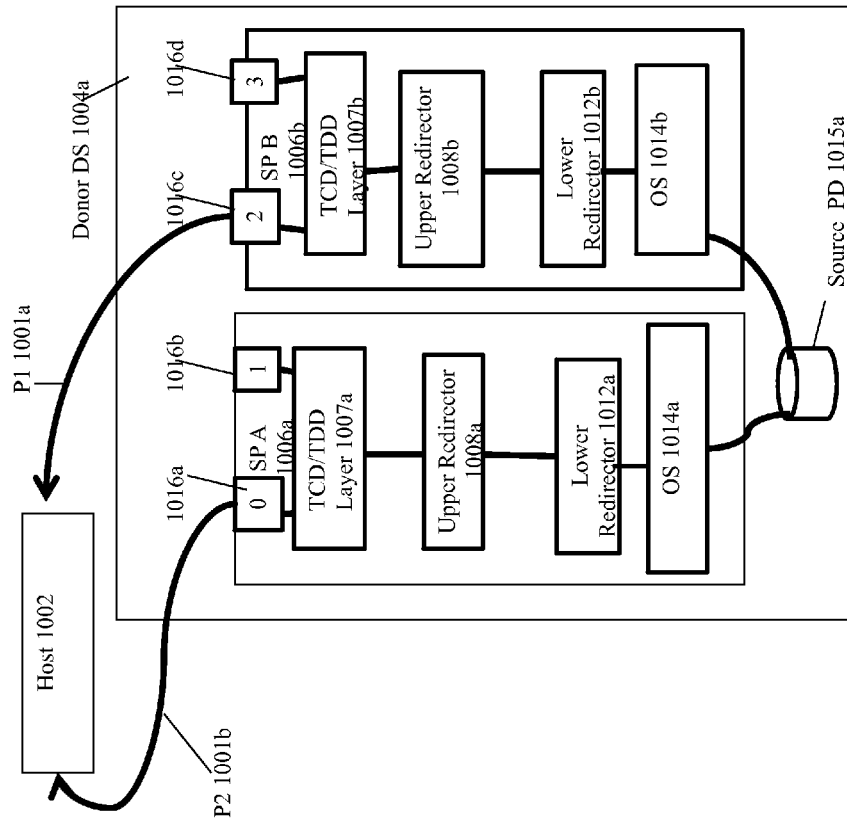 Host 1002
P1 1001a
P2 1001b
Donor DS 1004a
1016a
1016b
1016c
1016d
0
1
2
3
SP A
1006a
TCD/TDD
Layer 1007a
Upper Redirector
1008a
Lower
Redirector 1012a
OS 1014a
SP B
1006b
TCD/TDD
Layer 1007b
Upper Redirector
1008b
Lower
Redirector 1012b
OS 1014b
Source PD 1015a